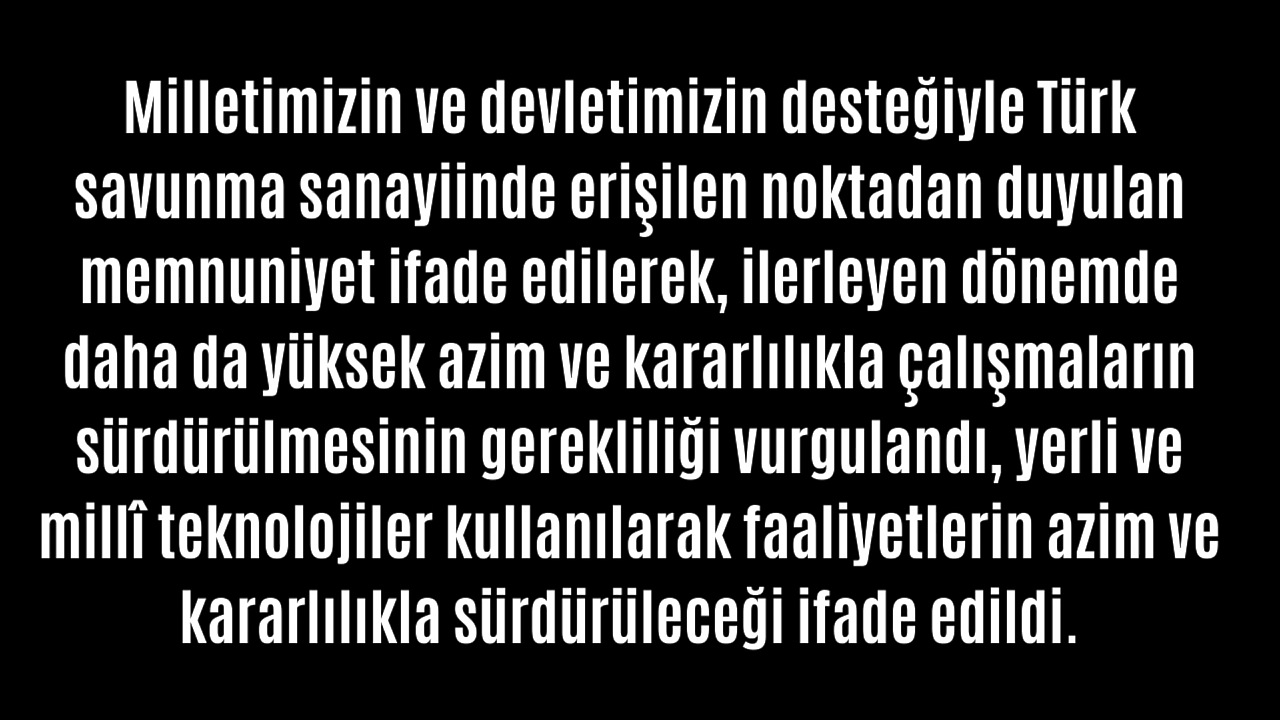 Milletimizin ve devletimizin desteğiyle Türk
savunma sanayiinde erişilen noktadan duyulan
memnuniyet ifade edilerek, ilerleyen dönemde
daha da yüksek azim ve kararlılıkla çalışmaların
sürdürülmesinin gerekliliği vurgulandı, yerli ve
millî teknolojiler kullanılarak faaliyetlerin azim ve
kararlılıkla sürdürüleceği ifade edildi.